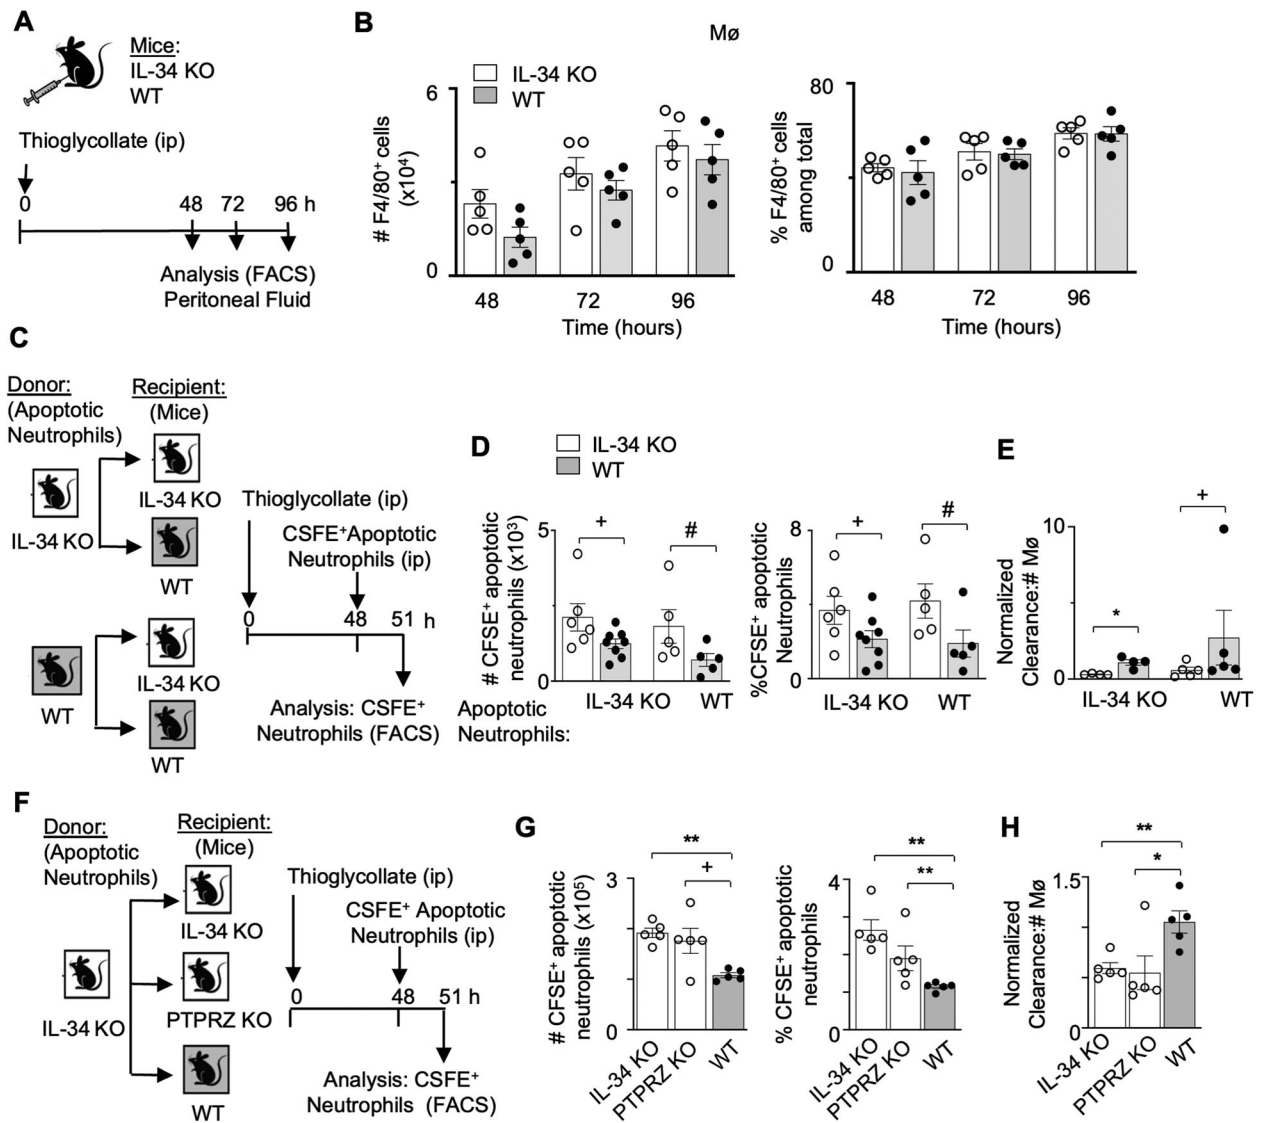 A
Mice:
IL-34 KO
WT
Thioglycollate (ip)
0
48
72
96 h
Analysis (FACS)
Peritoneal Fluid
B
Mø
IL-34 KO
WT
# F4/80+ cells
(x10⁴)
6
0
48
72
96
Time (hours)
% F4/80+ cells
among total
80
0
48
72
96
Time (hours)
C
Donor:
(Apoptotic
Neutrophils)
Recipient:
(Mice)
IL-34 KO
IL-34 KO
WT
WT
IL-34 KO
WT
Thioglycollate (ip)
CSFE+Apoptotic
Neutrophils (ip)
0
48
51 h
Analysis: CSFE+
Neutrophils (FACS)
D
IL-34 KO
WT
# CFSE+ apoptotic
neutrophils (x10³)
5
0
+
#
IL-34 KO
WT
%CFSE+ apoptotic
Neutrophils
8
0
+
#
IL-34 KO
WT
Apoptotic
Neutrophils:
E
Normalized
Clearance:# Mø
10
0
*
+
IL-34 KO
WT
F
Donor:
(Apoptotic
Neutrophils)
Recipient:
(Mice)
IL-34 KO
IL-34 KO
PTPRZ KO
WT
Thioglycollate (ip)
CSFE+ Apoptotic
Neutrophils (ip)
0
48
51 h
Analysis: CSFE+
Neutrophils (FACS)
G
# CFSE+ apoptotic
neutrophils (x10⁵)
3
0
**
+
IL-34 KO
PTPRZ KO
WT
% CFSE+ apoptotic
neutrophils
4
0
**
**
IL-34 KO
PTPRZ KO
WT
H
Normalized
Clearance:# Mø
1.5
0
**
*
IL-34 KO
PTPRZ KO
WT